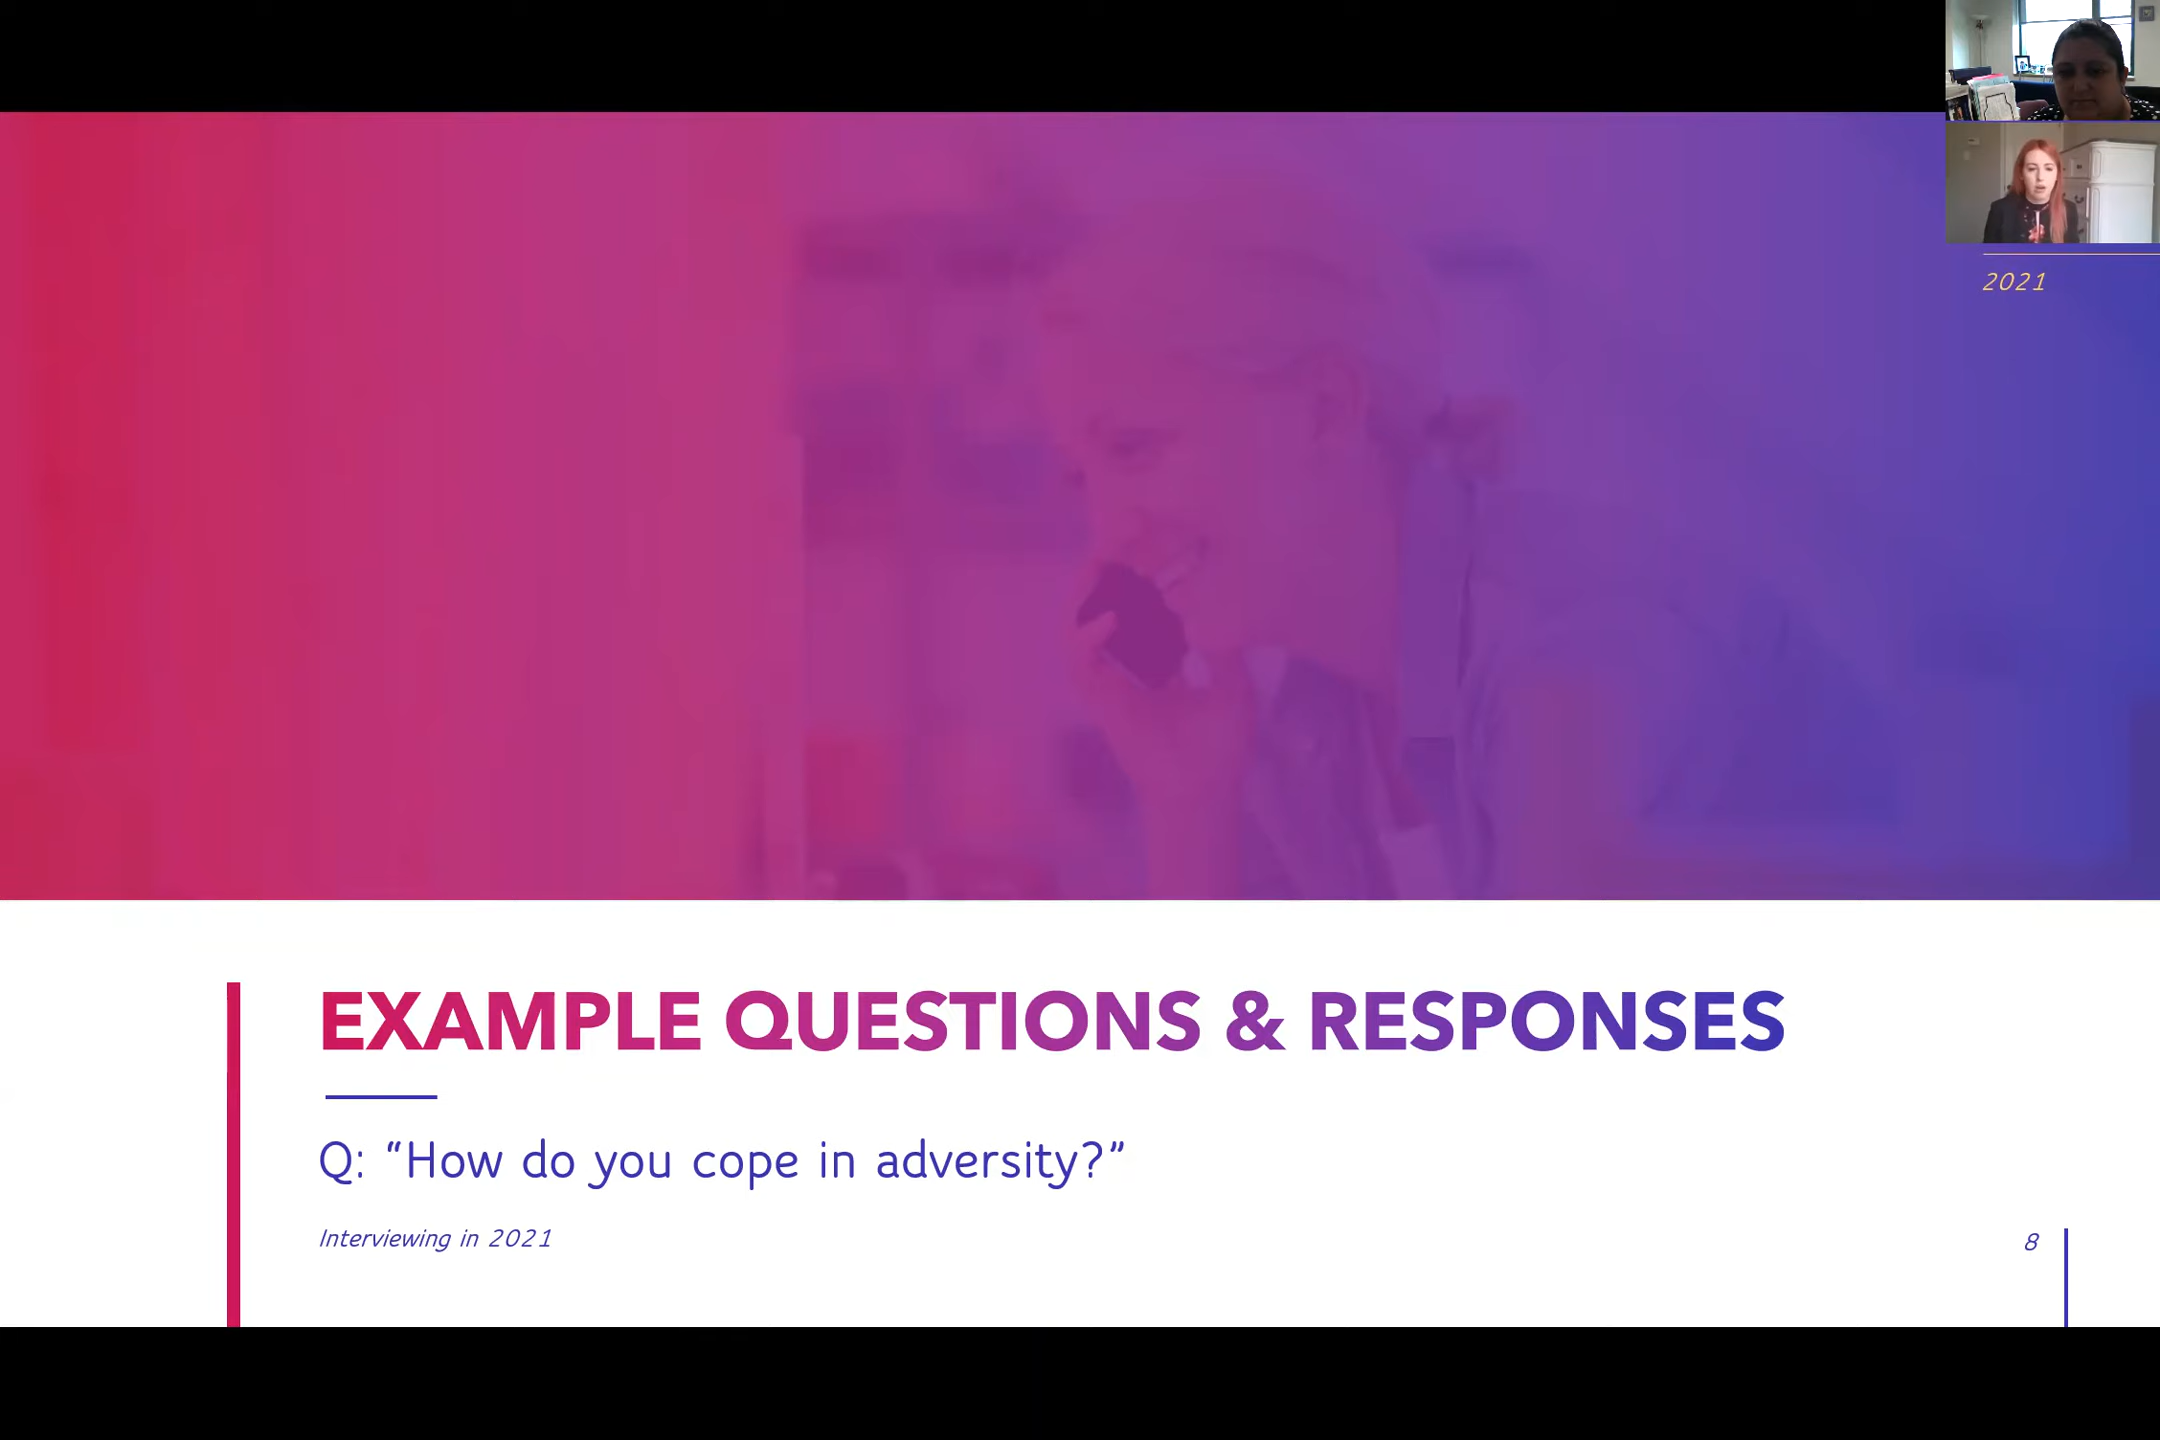 2021
EXAMPLE QUESTIONS & RESPONSES
Q: “How do you cope in adversity?”
Interviewing in 2021
8